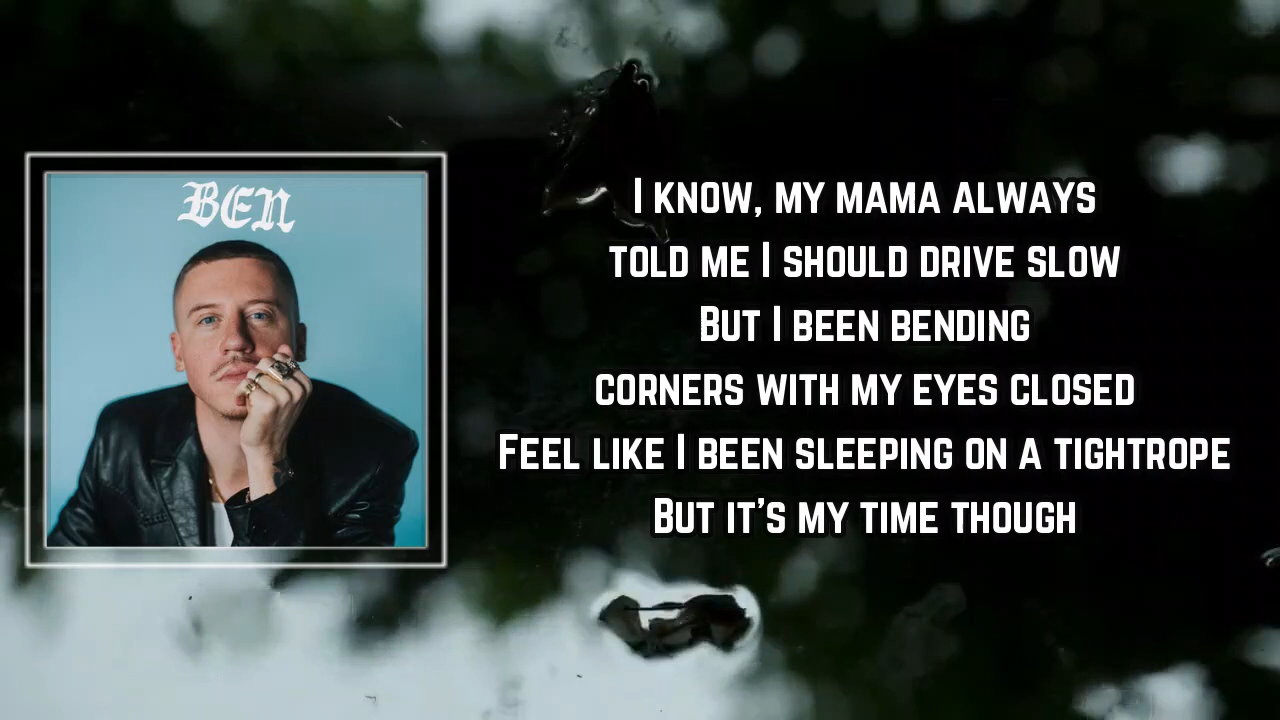 BEN
I KNOW, MY MAMA ALWAYS
TOLD ME I SHOULD DRIVE SLOW
BUT I BEEN BENDING
CORNERS WITH MY EYES CLOSED
FEEL LIKE I BEEN SLEEPING ON A TIGHTROPE
BUT IT'S MY TIME THOUGH